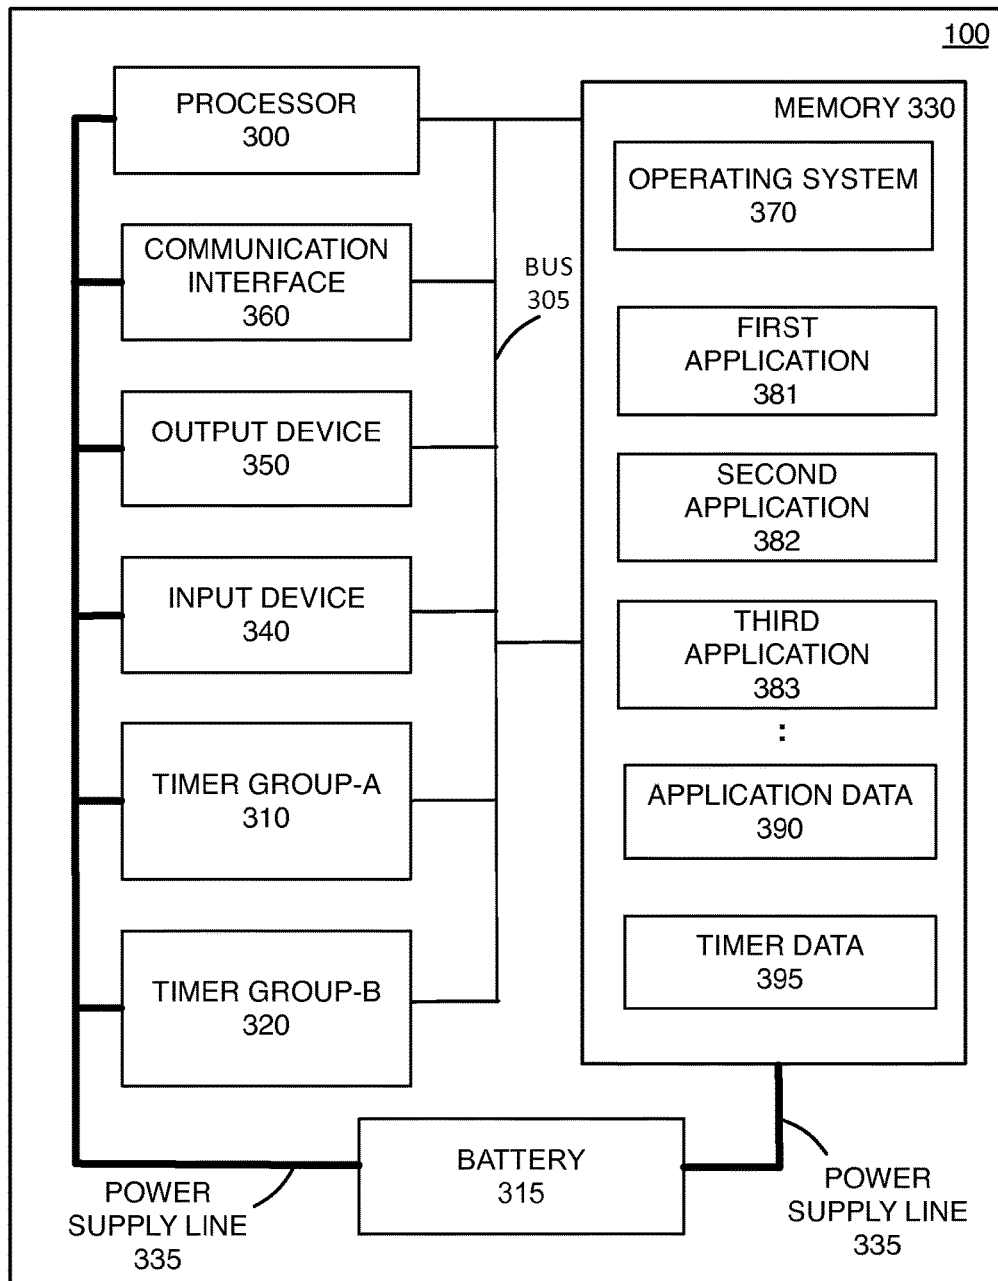 100
PROCESSOR
300
COMMUNICATION
INTERFACE
360
OUTPUT DEVICE
350
INPUT DEVICE
340
TIMER GROUP-A
310
TIMER GROUP-B
320
BUS
305
MEMORY 330
OPERATING SYSTEM
370
FIRST
APPLICATION
381
SECOND
APPLICATION
382
THIRD
APPLICATION
383
:
APPLICATION DATA
390
TIMER DATA
395
BATTERY
315
POWER
SUPPLY LINE
335
POWER
SUPPLY LINE
335